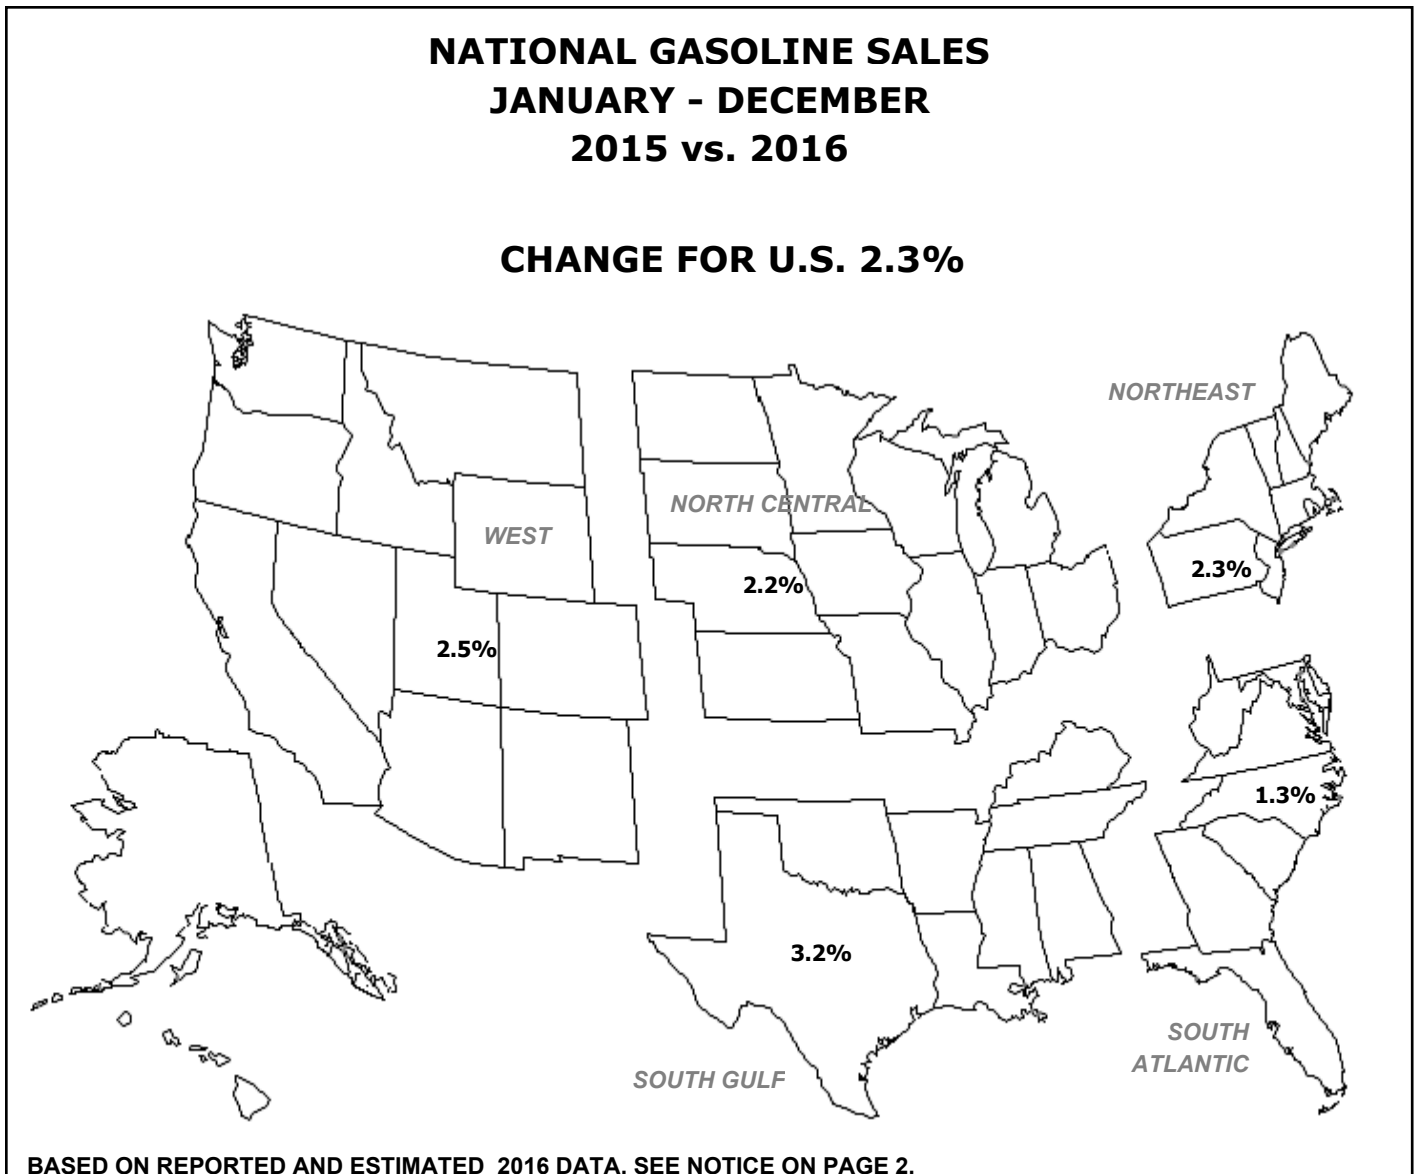 NATIONAL GASOLINE SALES
JANUARY - DECEMBER
2015 vs. 2016
CHANGE FOR U.S. 2.3%
NORTHEAST
NORTH CENTRAL
WEST
2.3%
2.2%
2.5%
1.3%
3.2%
SOUTH
ATLANTIC
SOUTH GULF
BASED ON REPORTED AND ESTIMATED  2016 DATA. SEE NOTICE ON PAGE 2.